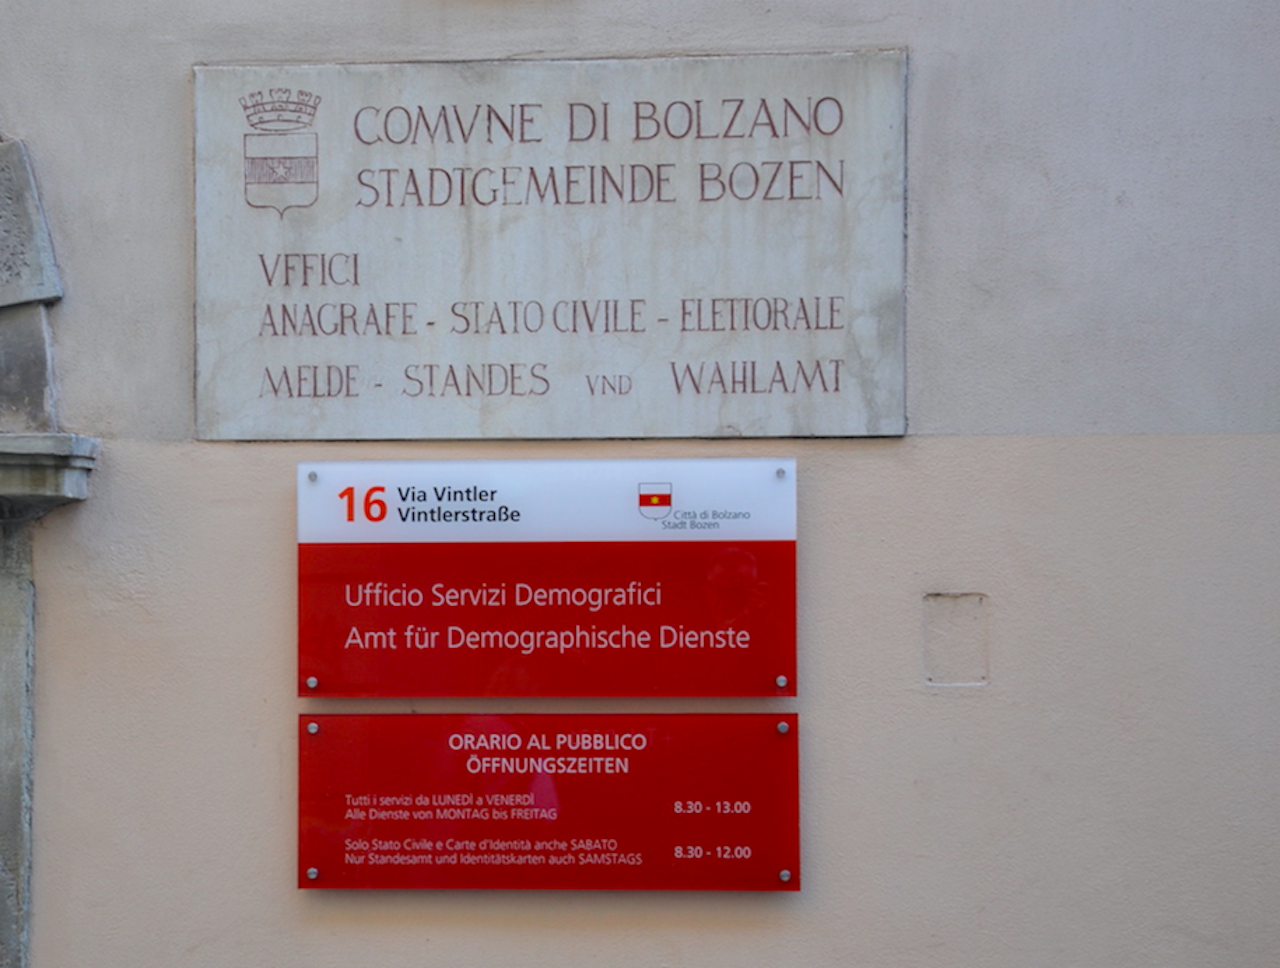 COMVNE DI BOLZANO
STADTGEMEINDE BOZEN
VFFICI
ANAGRAFE - STATO CIVILE - ELETTORALE
MELDE - STANDES VND WAHLAMT
16 Via Vintler
Vintlerstraße
Città di Bolzano
Stadt Bozen
Ufficio Servizi Demografici
Amt für Demographische Dienste
ORARIO AL PUBBLICO
ÖFFNUNGSZEITEN
Tutti i servizi da LUNEDÌ a VENERDÌ
Alle Dienste von MONTAG bis FREITAG
8.30 - 13.00
Solo Stato Civile e Carte d'Identità anche SABATO
Nur Standesamt und Identitätskarten auch SAMSTAGS
8.30 - 12.00